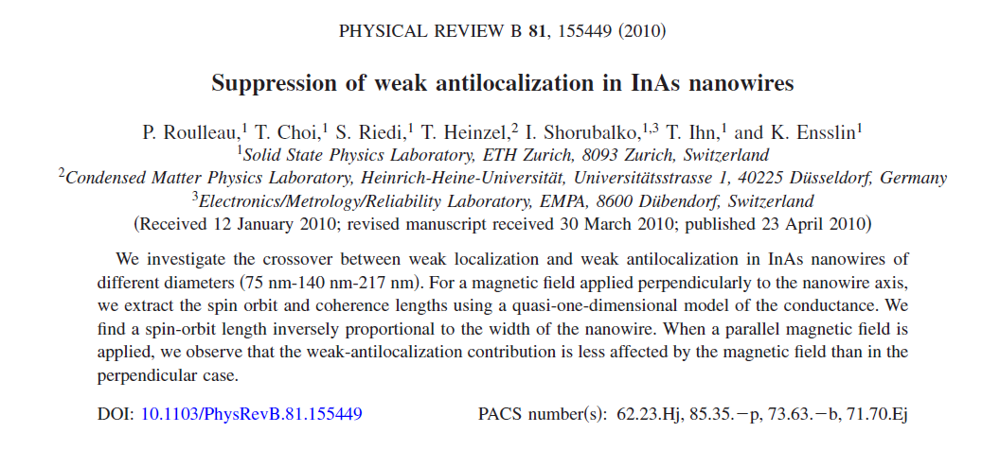 PHYSICAL REVIEW B 81, 155449 (2010)
Suppression of weak antilocalization in InAs nanowires
P. Roulleau,1 T. Choi,1 S. Riedi,1 T. Heinzel,2 I. Shorubalko,1,3 T. Ihn,1 and K. Ensslin1
1Solid State Physics Laboratory, ETH Zurich, 8093 Zurich, Switzerland
2Condensed Matter Physics Laboratory, Heinrich-Heine-Universität, Universitätsstrasse 1, 40225 Düsseldorf, Germany
3Electronics/Metrology/Reliability Laboratory, EMPA, 8600 Dübendorf, Switzerland
(Received 12 January 2010; revised manuscript received 30 March 2010; published 23 April 2010)
We investigate the crossover between weak localization and weak antilocalization in InAs nanowires of
different diameters (75 nm-140 nm-217 nm). For a magnetic field applied perpendicularly to the nanowire axis,
we extract the spin orbit and coherence lengths using a quasi-one-dimensional model of the conductance. We
find a spin-orbit length inversely proportional to the width of the nanowire. When a parallel magnetic field is
applied, we observe that the weak-antilocalization contribution is less affected by the magnetic field than in the
perpendicular case.
DOI: 10.1103/PhysRevB.81.155449 PACS number(s): 62.23.Hj, 85.35.−p, 73.63.−b, 71.70.Ej